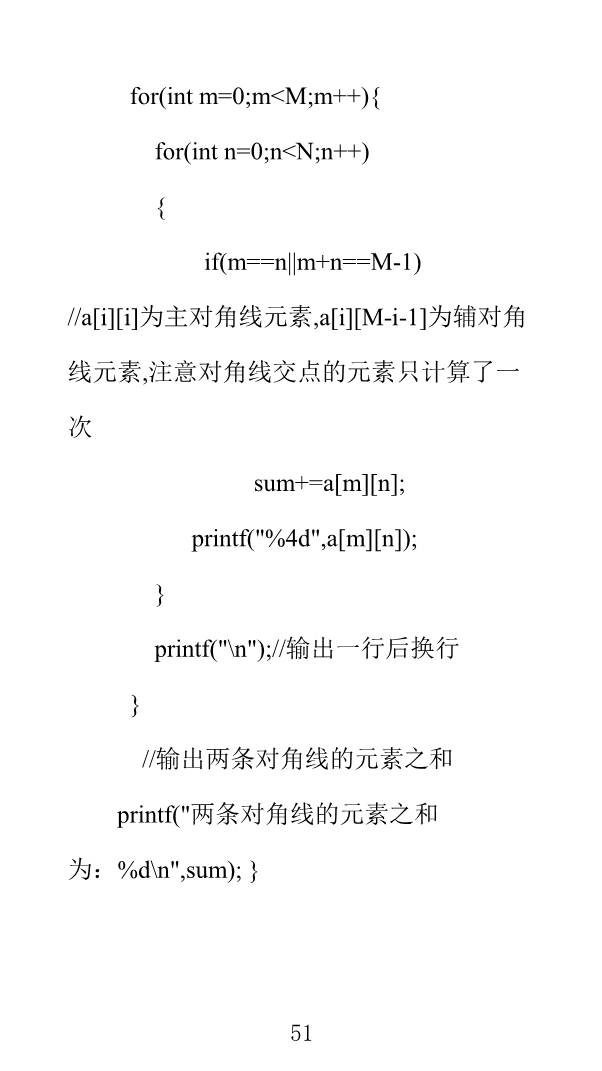 for(int m=0;m<M;m++){
for(int n=0;n<N;n++)
{
if(m==n||m+n==M-1)
//a[i][i]为主对角线元素,a[i][M-i-1]为辅对角
线元素,注意对角线交点的元素只计算了一
次
sum+=a[m][n];
printf("%4d",a[m][n]);
}
printf("\n");//输出一行后换行
}
//输出两条对角线的元素之和
printf("两条对角线的元素之和
为：%d\n",sum); }
51